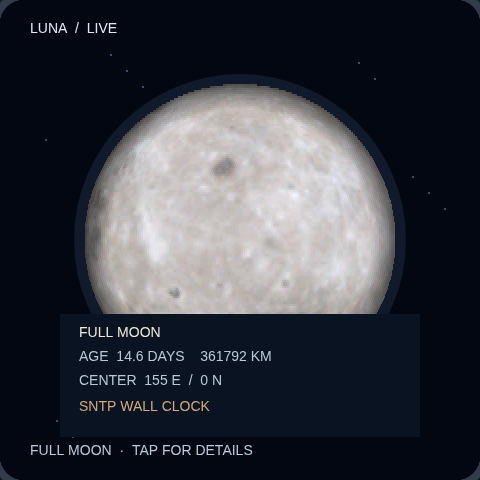 LUNA / LIVE
FULL MOON
AGE 14.6 DAYS 361792 KM
CENTER 155 E / 0 N
SNTP WALL CLOCK
FULL MOON · TAP FOR DETAILS